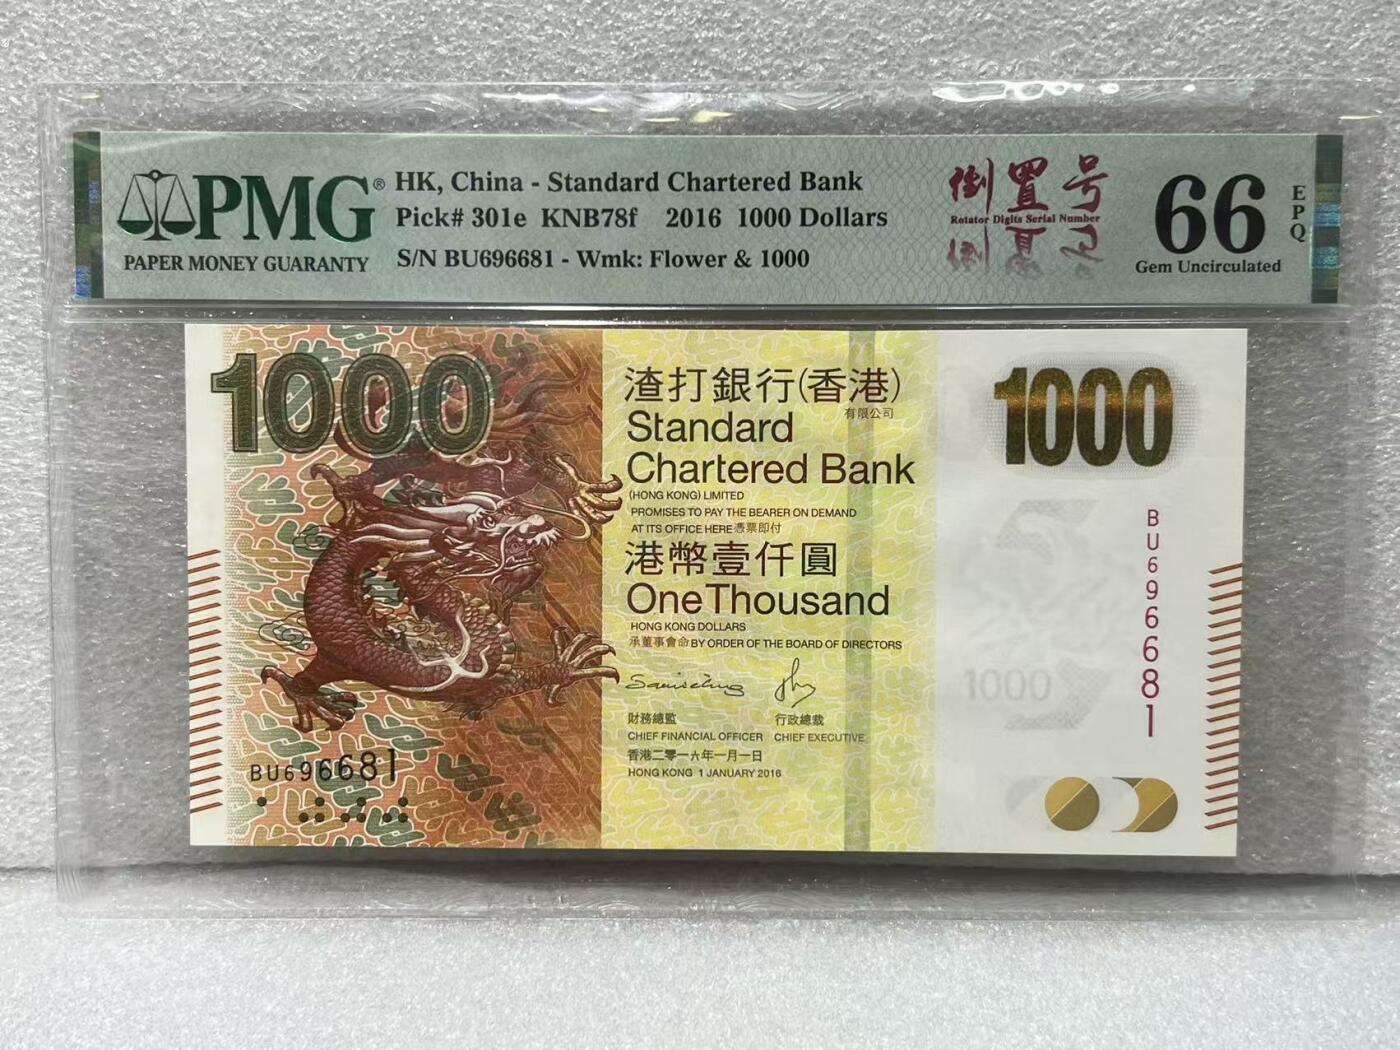 PMG®
PAPER MONEY GUARANTY
HK, China - Standard Chartered Bank
Pick# 301e KNB78f 2016 1000 Dollars
S/N BU696681 - Wmk: Flower & 1000
倒置号
Rotator Digits Serial Number
66
EPQ
Gem Uncirculated
1000
渣打銀行(香港)
有限公司
Standard
Chartered Bank
(HONG KONG) LIMITED
PROMISES TO PAY THE BEARER ON DEMAND
AT ITS OFFICE HERE憑票即付
港幣壹仟圓
One Thousand
HONG KONG DOLLARS
承董事會命BY ORDER OF THE BOARD OF DIRECTORS
財務總監 行政總裁
CHIEF FINANCIAL OFFICER CHIEF EXECUTIVE
香港二零一六年一月一日
HONG KONG 1 JANUARY 2016
BU696681
1000
BU696681
1000